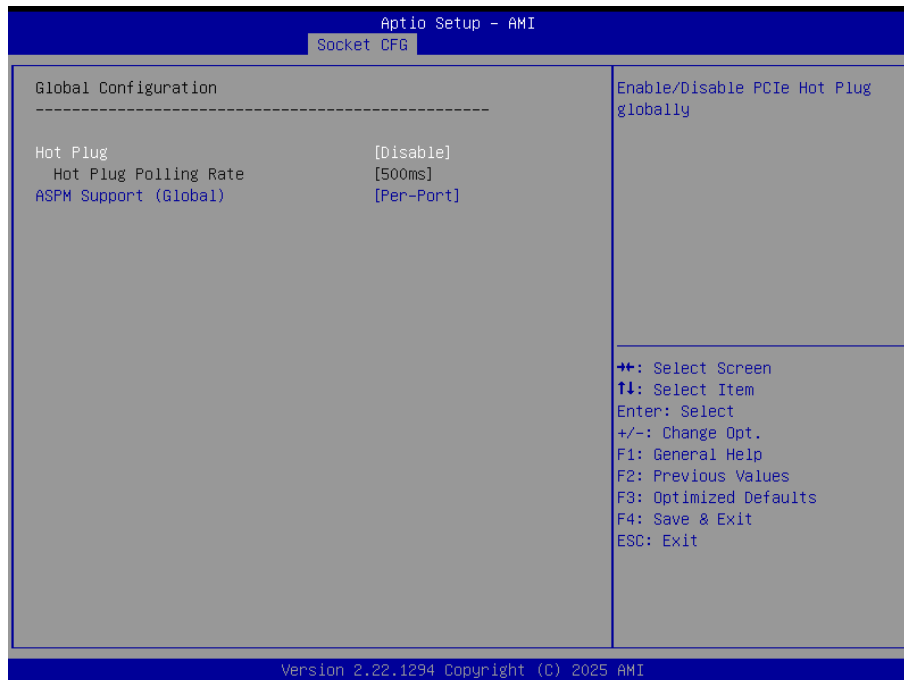 Aptio Setup - AMI
Socket CFG
Global Configuration
--------------------------------------------------
Hot Plug [Disable]
Hot Plug Polling Rate [500ms]
ASPM Support (Global) [Per-Port]
Enable/Disable PCIe Hot Plug
globally
→←: Select Screen
↑↓: Select Item
Enter: Select
+/-: Change Opt.
F1: General Help
F2: Previous Values
F3: Optimized Defaults
F4: Save & Exit
ESC: Exit
Version 2.22.1294 Copyright (C) 2025 AMI